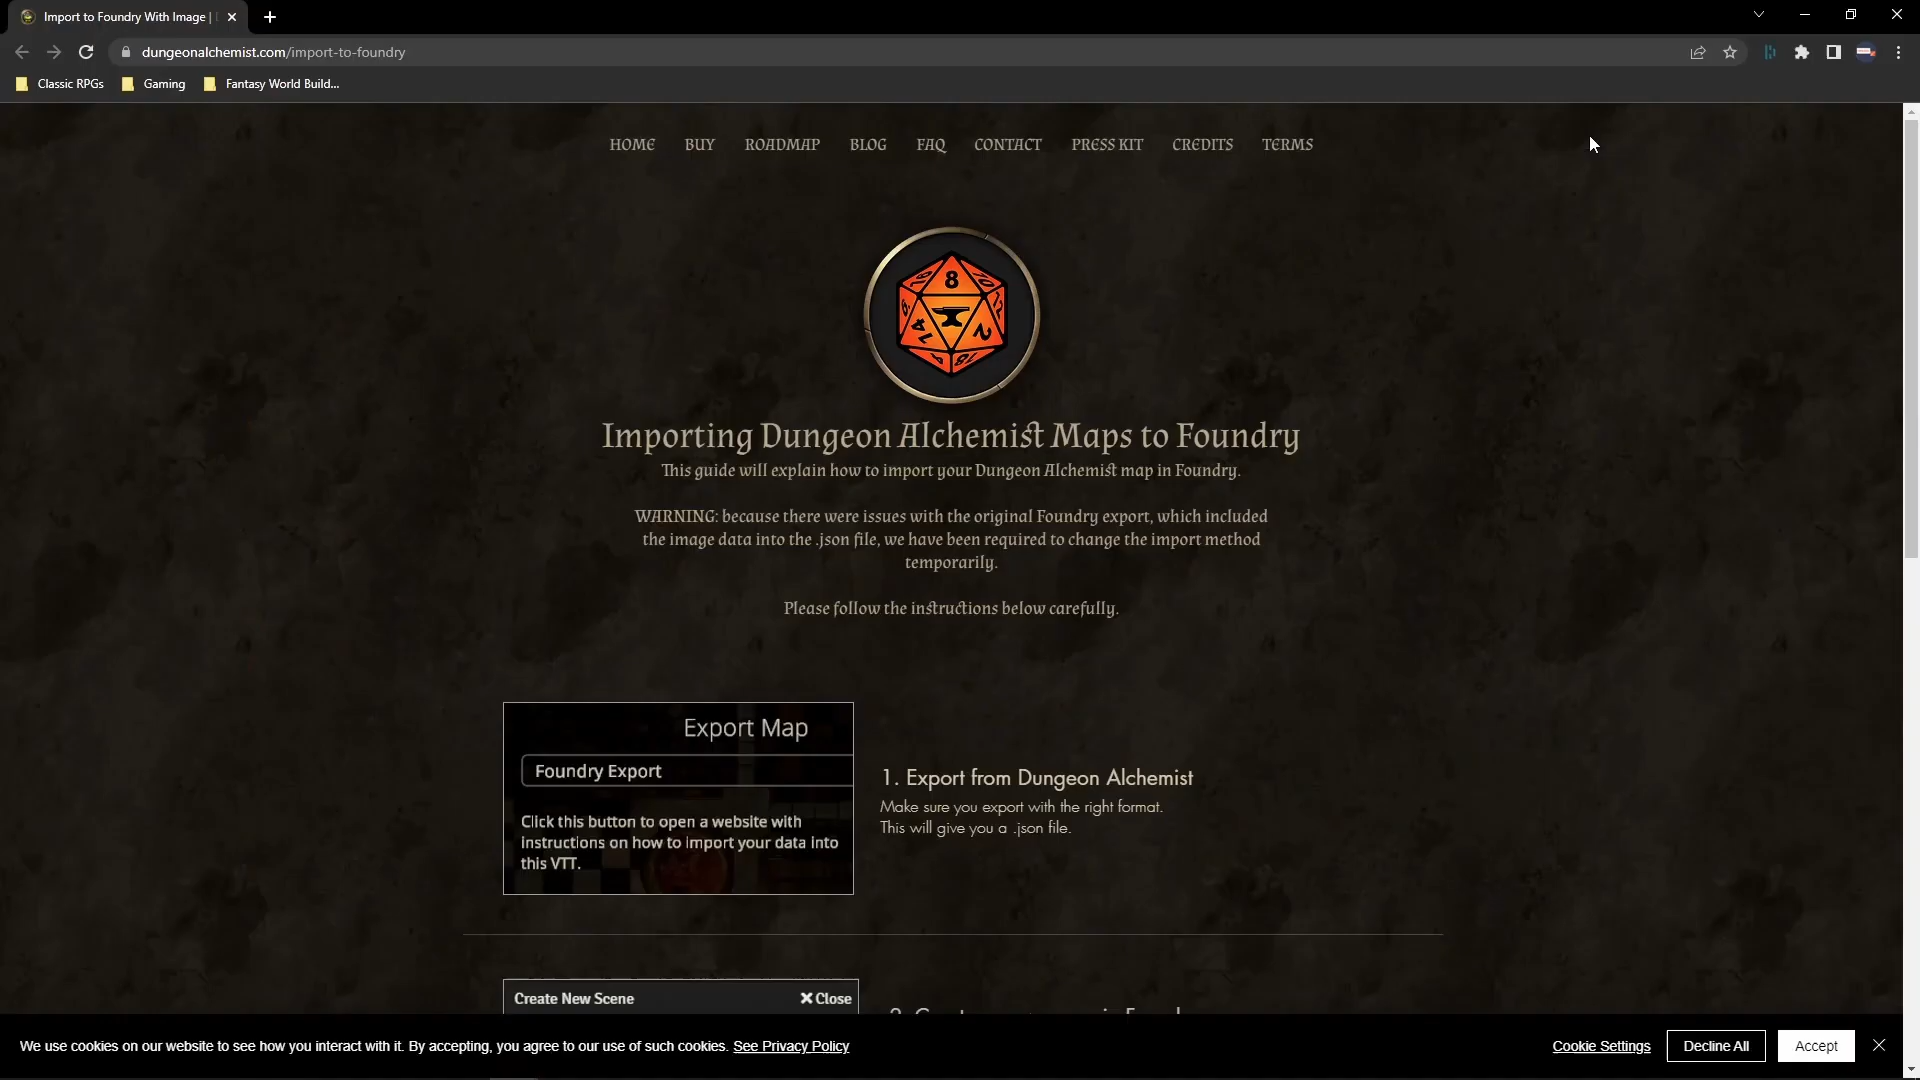 Import to Foundry With Image |
dungeonalchemist.com/import-to-foundry
Classic RPGs Gaming Fantasy World Build...
HOME BUY ROADMAP BLOG FAQ CONTACT PRESS KIT CREDITS TERMS
8
Importing Dungeon Alchemist Maps to Foundry
This guide will explain how to import your Dungeon Alchemist map in Foundry.
WARNING: because there were issues with the original Foundry export, which included
the image data into the .json file, we have been required to change the import method
temporarily.
Please follow the instructions below carefully.
Export Map
Foundry Export
Click this button to open a website with
instructions on how to import your data into
this VTT.
1. Export from Dungeon Alchemist
Make sure you export with the right format.
This will give you a .json file.
Create New Scene Close
We use cookies on our website to see how you interact with it. By accepting, you agree to our use of such cookies. See Privacy Policy
Cookie Settings Decline All Accept